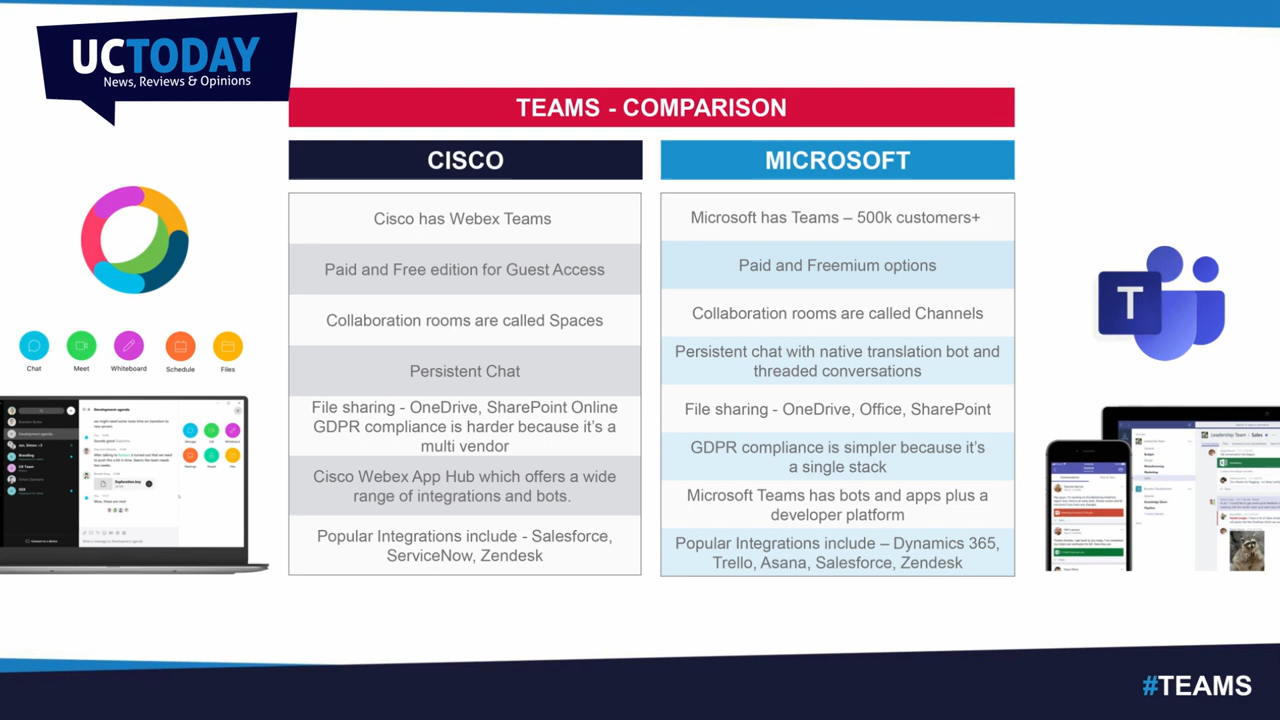 UCTODAY
News, Reviews & Opinions
TEAMS - COMPARISON
CISCO
MICROSOFT
Cisco has Webex Teams
Paid and Free edition for Guest Access
Collaboration rooms are called Spaces
Persistent Chat
File sharing - OneDrive, SharePoint Online
GDPR compliance is harder because it's a
multi vendor
Cisco Webex App Hub which offers a wide
range of integrations and bots.
Popular Integrations include - Salesforce,
ServiceNow, Zendesk
Microsoft has Teams – 500k customers+
Paid and Freemium options
Collaboration rooms are called Channels
Persistent chat with native translation bot and
threaded conversations
File sharing - OneDrive, Office, SharePoint
GDPR compliance is simpler because it's
a single stack
Microsoft Teams has bots and apps plus a
developer platform
Popular Integrations include – Dynamics 365,
Trello, Asana, Salesforce, Zendesk
Chat
Meet
Whiteboard
Schedule
Files
Development agenda
T
Leadership Team - Sales
#TEAMS